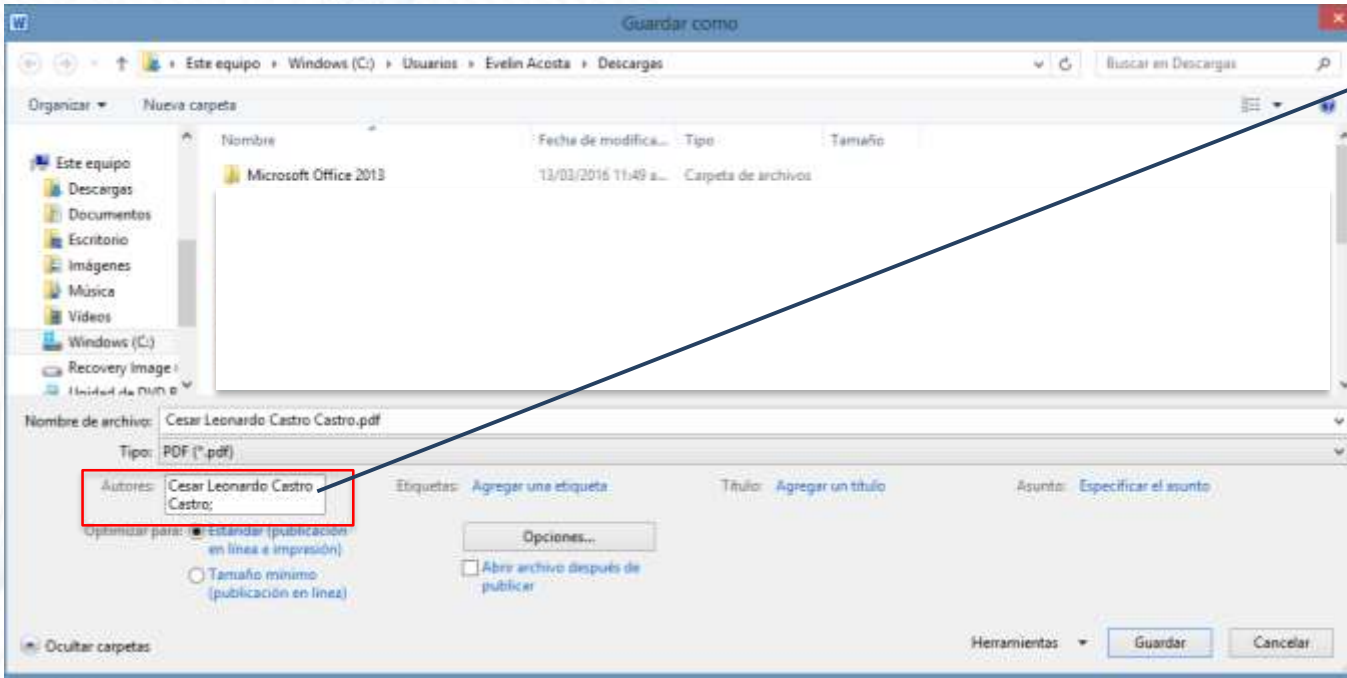 Guardar como
Este equipo Windows (C:) Usuarios Evelin Acosta Descargas
Buscar en Descargas
Organizar Nueva carpeta
Nombre Fecha de modifica... Tipo Tamaño
Este equipo
Microsoft Office 2013 13/03/2016 11:49 a... Carpeta de archivos
Descargas
Documentos
Escritorio
Imágenes
Música
Vídeos
Windows (C:)
Recovery Image
Unidad de DVD R
Nombre de archivo: Cesar Leonardo Castro Castro.pdf
Tipo: PDF (*.pdf)
Autores: Cesar Leonardo Castro
Castro;
Etiquetas: Agregar una etiqueta
Título: Agregar un título
Asunto: Especificar el asunto
Optimizar para: Estándar (publicación
en línea e impresión)
Tamaño mínimo
(publicación en línea)
Opciones...
Abrir archivo después de
publicar
Ocultar carpetas
Herramientas Guardar Cancelar